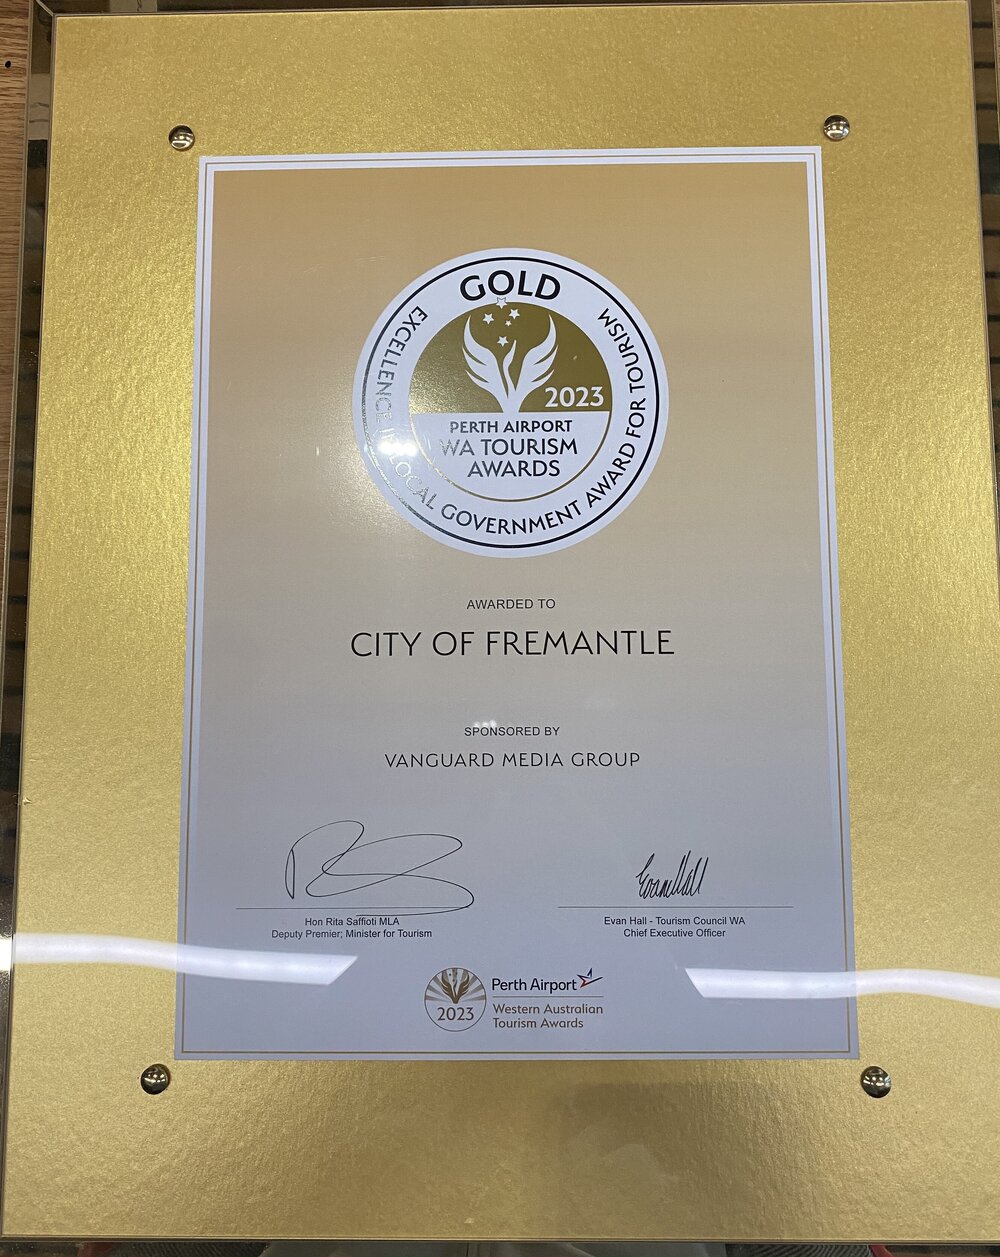 GOLD
EXCELLENCE IN LOCAL GOVERNMENT AWARD FOR TOURISM
2023
PERTH AIRPORT
WA TOURISM
AWARDS
AWARDED TO
CITY OF FREMANTLE
SPONSORED BY
VANGUARD MEDIA GROUP
Evan Hall
Hon Rita Saffioti MLA
Deputy Premier; Minister for Tourism
Evan Hall - Tourism Council WA
Chief Executive Officer
2023
Perth Airport
Western Australian
Tourism Awards